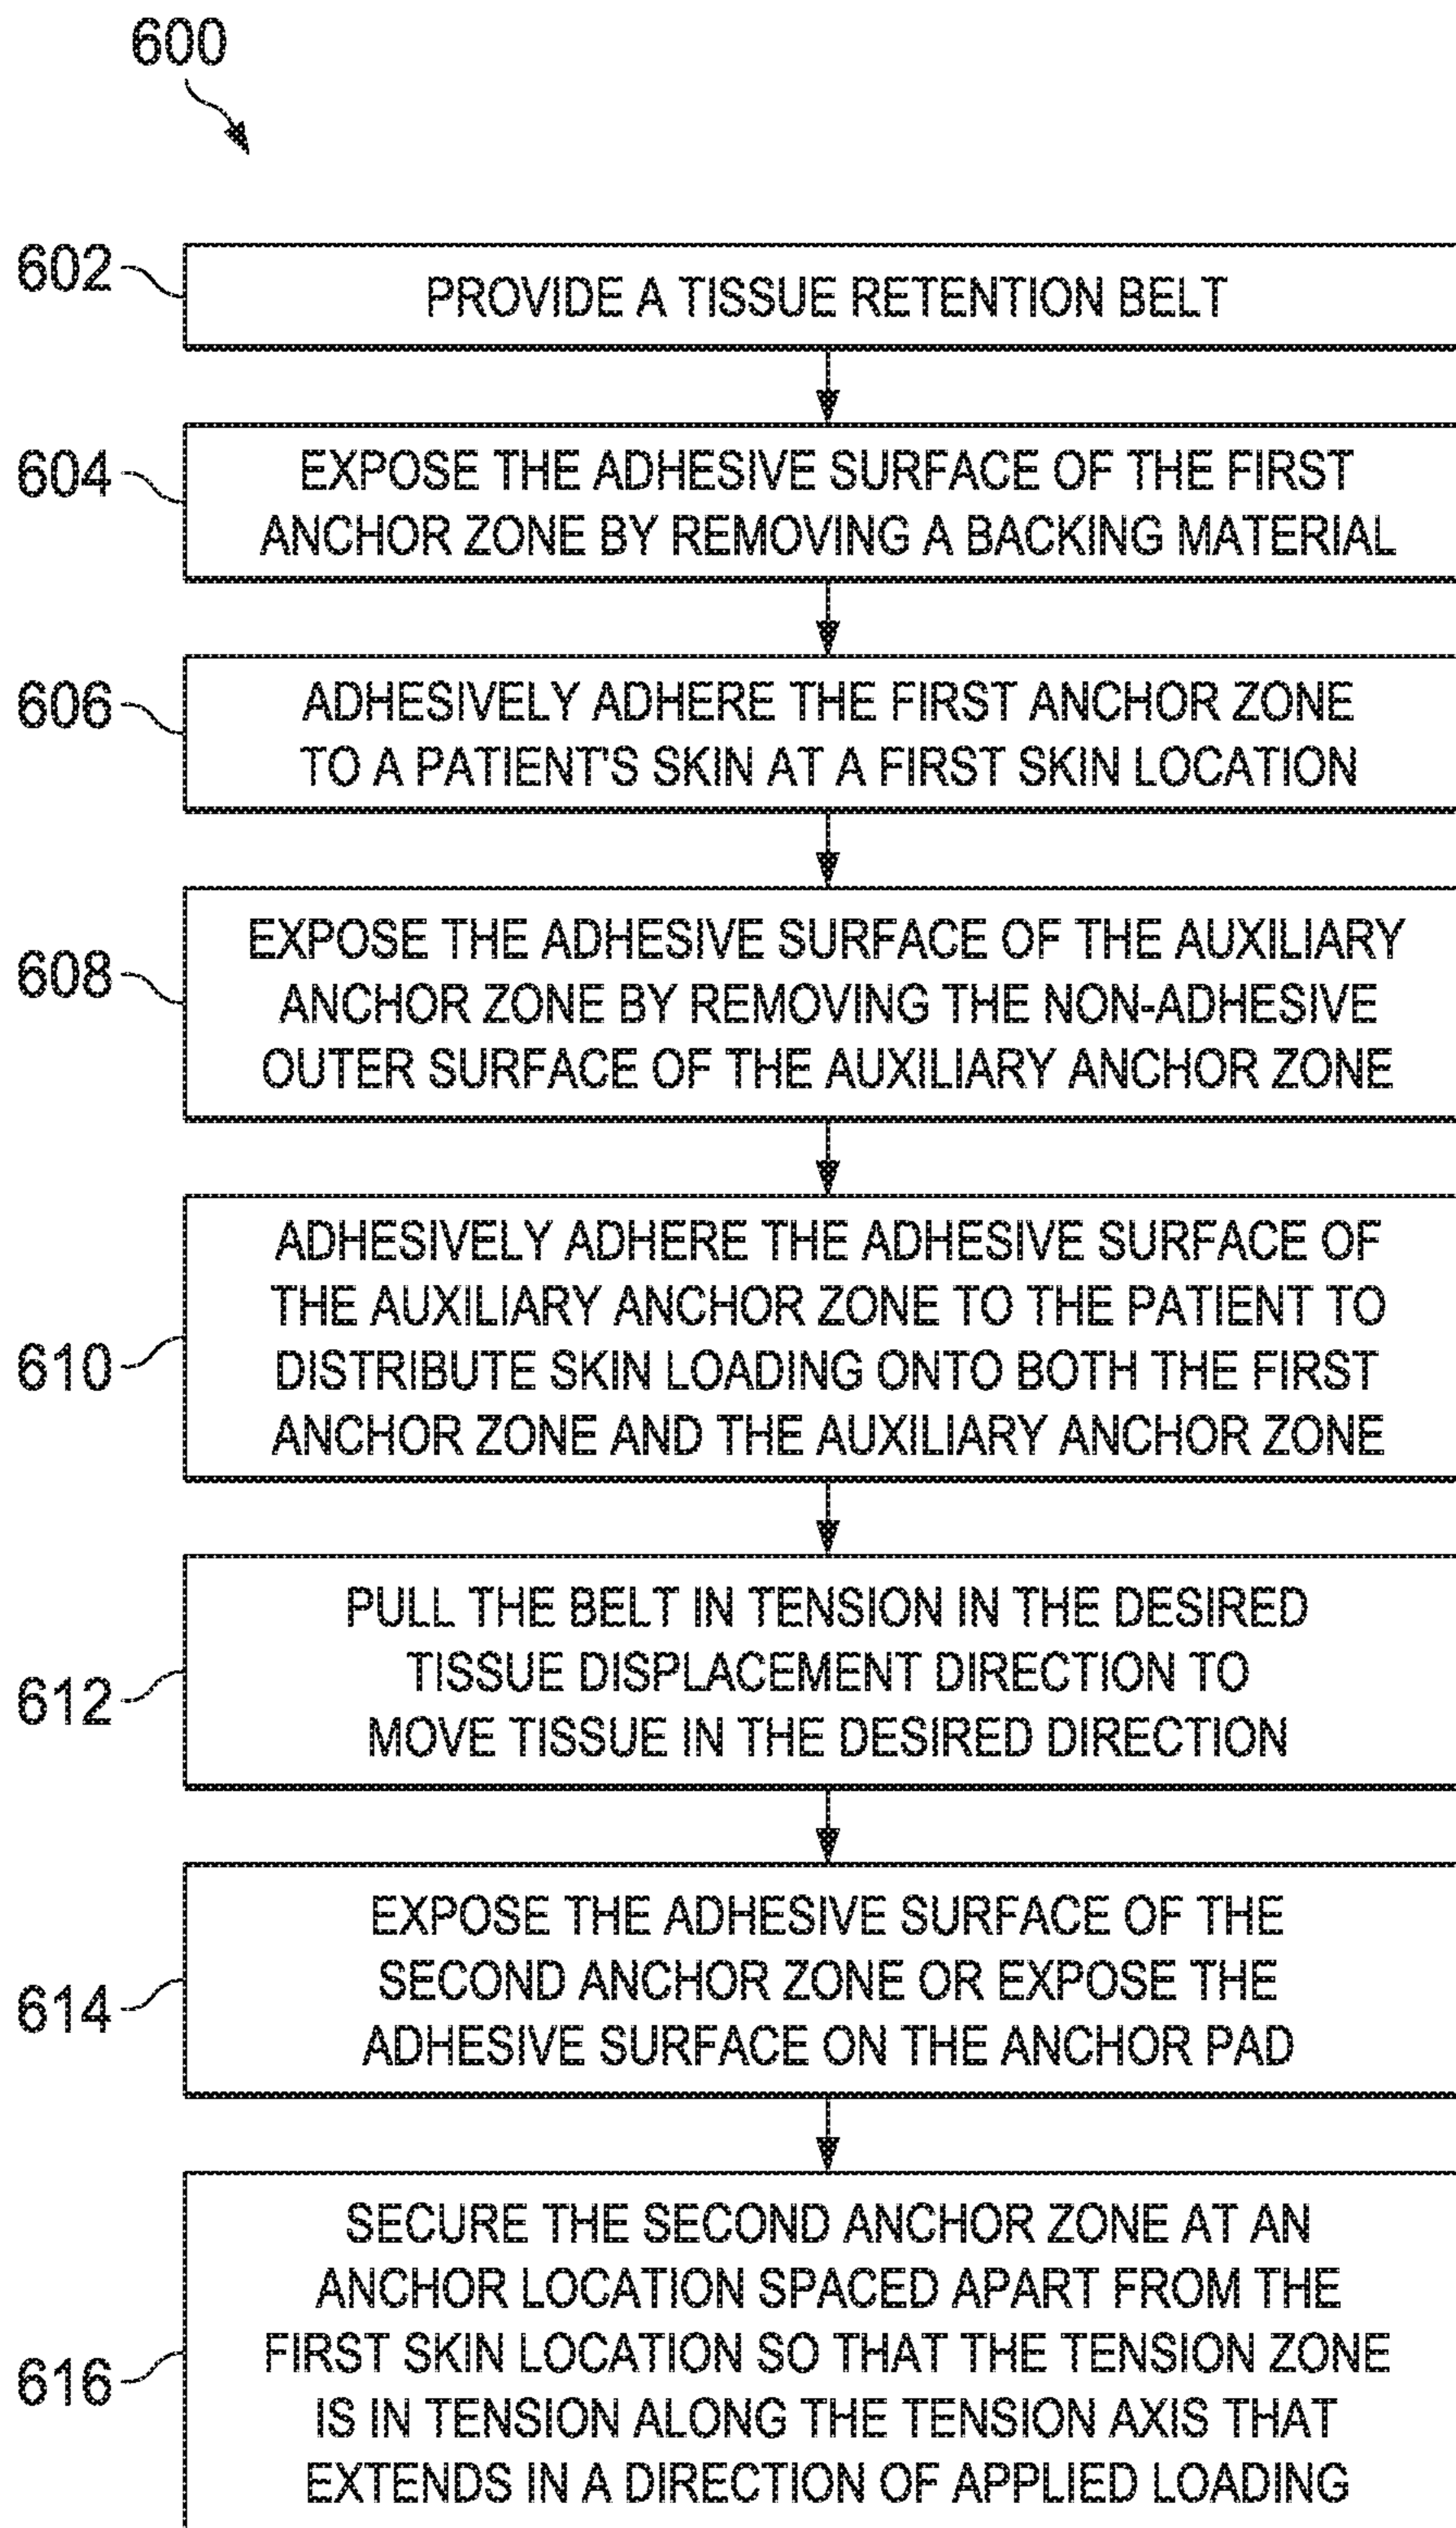 600
602
PROVIDE A TISSUE RETENTION BELT
604
EXPOSE THE ADHESIVE SURFACE OF THE FIRST
ANCHOR ZONE BY REMOVING A BACKING MATERIAL
606
ADHESIVELY ADHERE THE FIRST ANCHOR ZONE
TO A PATIENT'S SKIN AT A FIRST SKIN LOCATION
608
EXPOSE THE ADHESIVE SURFACE OF THE AUXILIARY
ANCHOR ZONE BY REMOVING THE NON-ADHESIVE
OUTER SURFACE OF THE AUXILIARY ANCHOR ZONE
610
ADHESIVELY ADHERE THE ADHESIVE SURFACE OF
THE AUXILIARY ANCHOR ZONE TO THE PATIENT TO
DISTRIBUTE SKIN LOADING ONTO BOTH THE FIRST
ANCHOR ZONE AND THE AUXILIARY ANCHOR ZONE
612
PULL THE BELT IN TENSION IN THE DESIRED
TISSUE DISPLACEMENT DIRECTION TO
MOVE TISSUE IN THE DESIRED DIRECTION
614
EXPOSE THE ADHESIVE SURFACE OF THE
SECOND ANCHOR ZONE OR EXPOSE THE
ADHESIVE SURFACE ON THE ANCHOR PAD
616
SECURE THE SECOND ANCHOR ZONE AT AN
ANCHOR LOCATION SPACED APART FROM THE
FIRST SKIN LOCATION SO THAT THE TENSION ZONE
IS IN TENSION ALONG THE TENSION AXIS THAT
EXTENDS IN A DIRECTION OF APPLIED LOADING